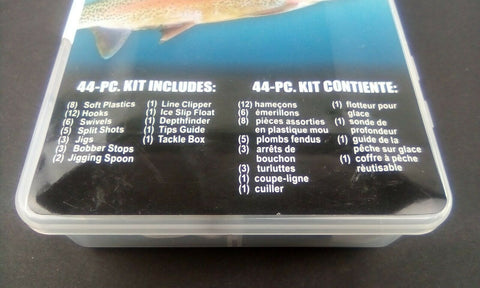 44-PC. KIT INCLUDES:
(8) Soft Plastics
(12) Hooks
(6) Swivels
(5) Split Shots
(3) Jigs
(3) Bobber Stops
(2) Jigging Spoon
(1) Line Clipper
(1) Ice Slip Float
(1) Depthfinder
(1) Tips Guide
(1) Tackle Box
44-PC. KIT CONTIENTE:
(12) hameçons
(6) émerillons
(8) pièces assorties
en plastique mou
(5) plombs fendus
(3) arrêts de
bouchon
(3) turluttes
(1) coupe-ligne
(1) cuiller
(1) flotteur pour
glace
(1) sonde de
profondeur
(1) guide de la
pêche sur glace
(1) coffre à pêche
réutisable